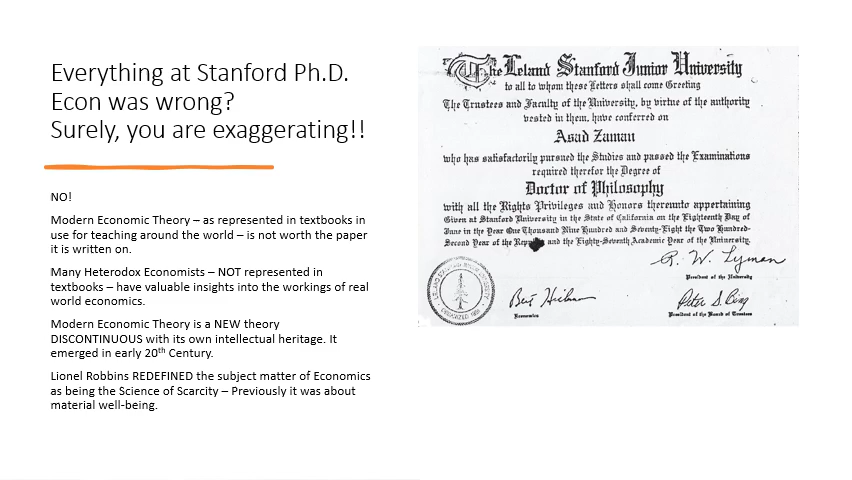 Everything at Stanford Ph.D.
Econ was wrong?
Surely, you are exaggerating!!
NO!
Modern Economic Theory – as represented in textbooks in
use for teaching around the world – is not worth the paper
it is written on.
Many Heterodox Economists – NOT represented in
textbooks – have valuable insights into the workings of real
world economics.
Modern Economic Theory is a NEW theory
DISCONTINUOUS with its own intellectual heritage. It
emerged in early 20th Century.
Lionel Robbins REDEFINED the subject matter of Economics
as being the Science of Scarcity – Previously it was about
material well-being.
The Leland Stanford Junior University
to all to whom these Letters shall come Greeting
The Trustees and Faculty of the University, by virtue of the authority
vested in them, have conferred on
Asad Zaman
who has satisfactorily pursued the Studies and passed the Examinations
required therefor the Degree of
Doctor of Philosophy
with all the Rights Privileges and Honors thereunto appertaining
Given at Stanford University in the State of California on the Eighteenth Day of
June in the Year One Thousand Nine Hundred and Seventy-Eight the Two Hundred-
Second Year of the and the Eighty-Seventh Academic Year of the University.
R. W. Lyman
President of the University
Economics
President of the Board of Trustees